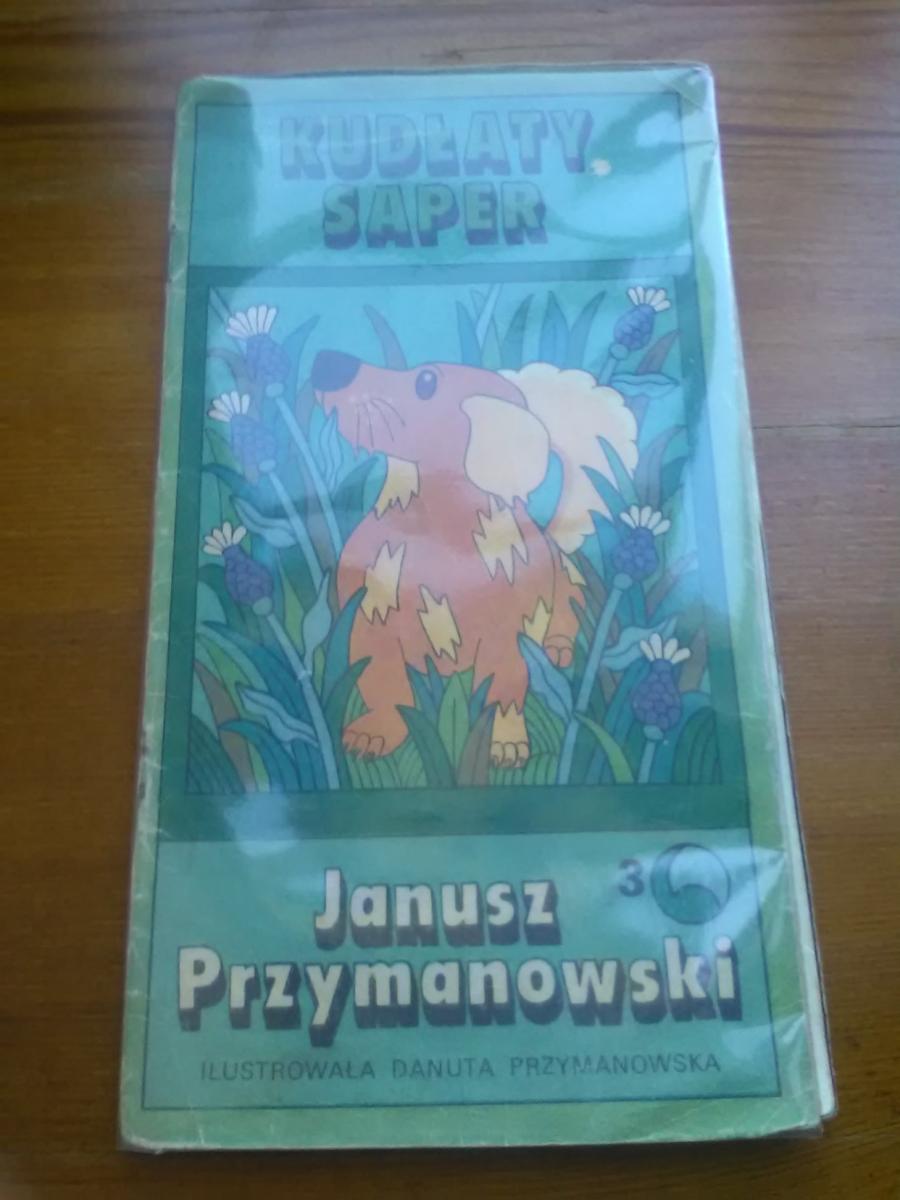 KUDŁATY
SAPER
3
Janusz
Przymanowski
ILUSTROWAŁA DANUTA PRZYMANOWSKA